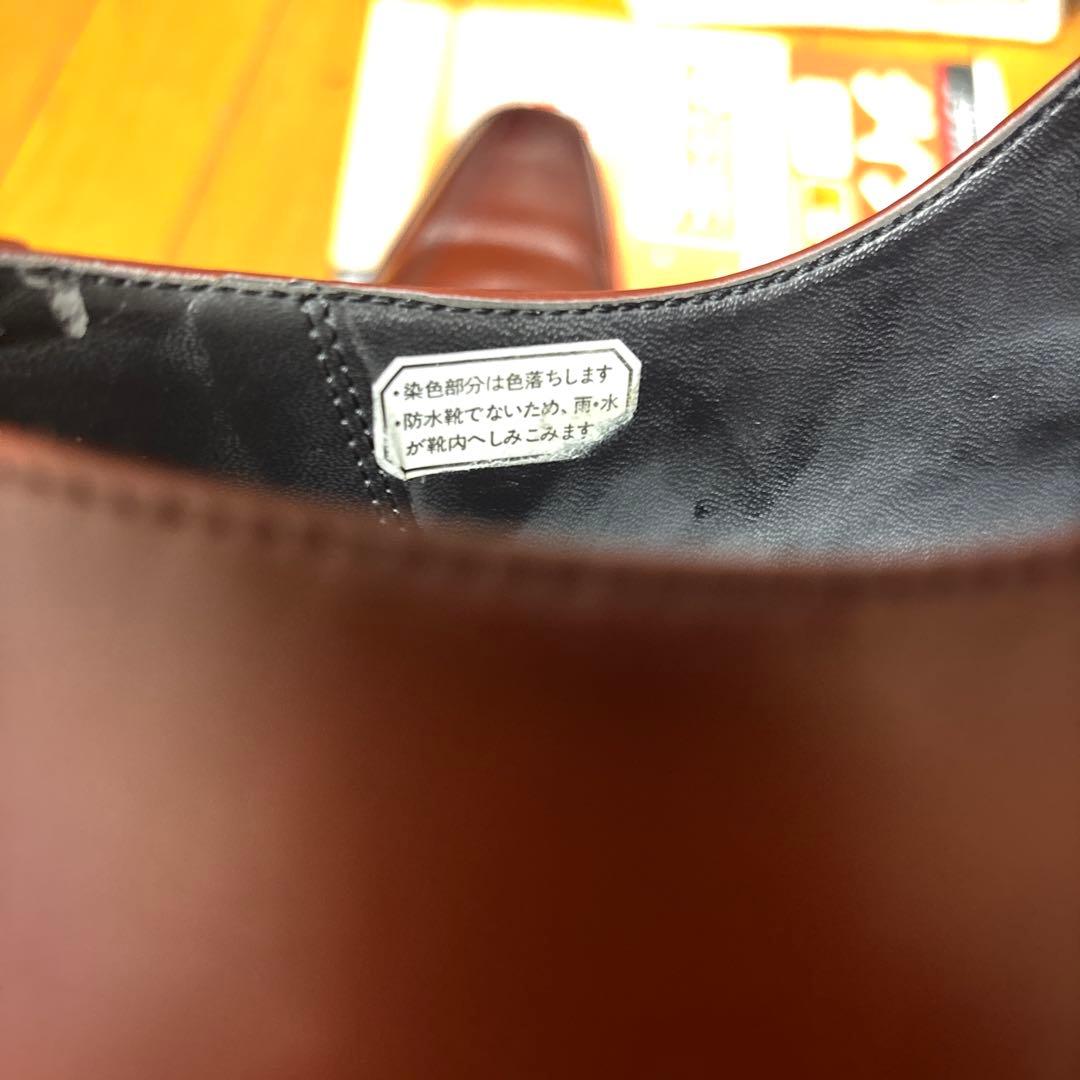 ・染色部分は色落ちします
・防水靴でないため、雨・水
が靴内へしみこみます